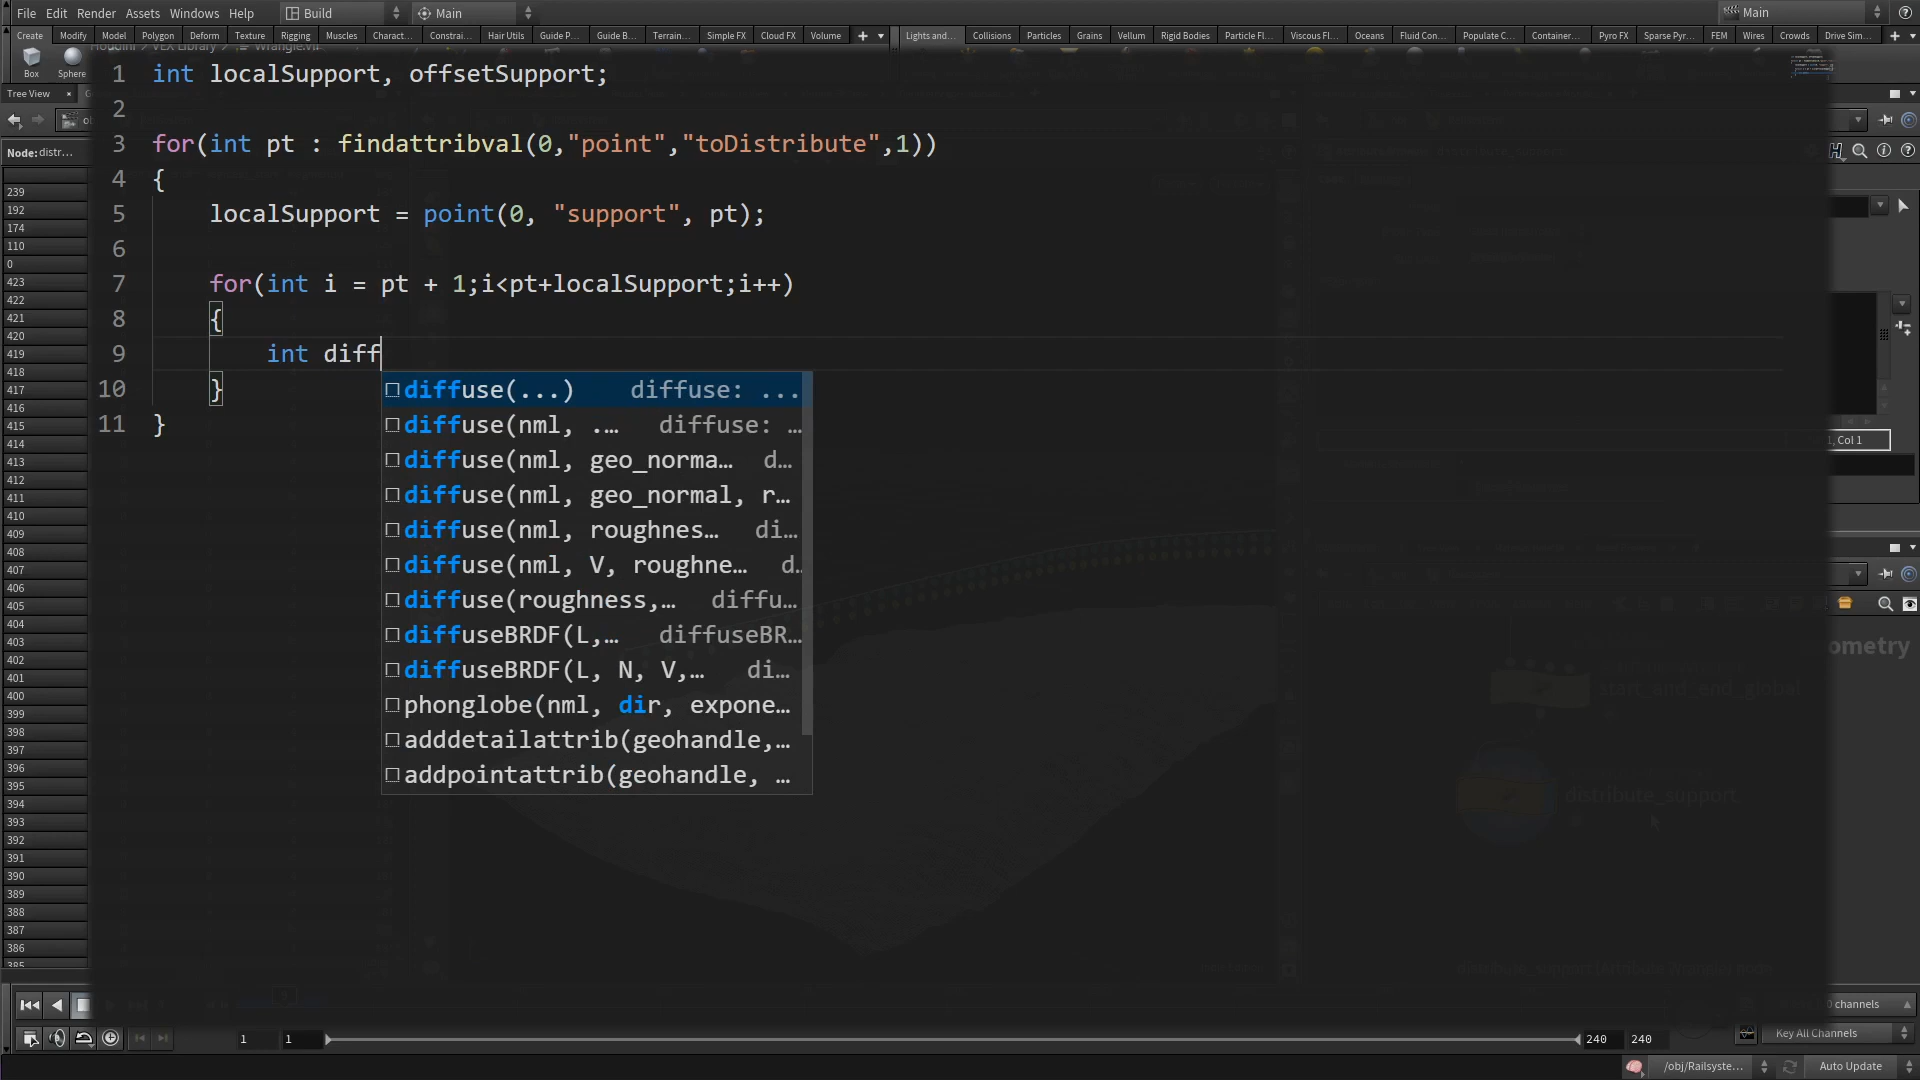 File Edit Render Assets Windows Help Build Main Main
Create Modify Model Polygon Deform Texture Rigging Muscles Charact... Constrai... Hair Utils Guide P... Guide B... Terrain... Simple FX Cloud FX Volume Lights and... Collisions Particles Grains Vellum Rigid Bodies Particle Fl... Viscous Fl... Oceans Fluid Con... Populate C... Container... Pyro FX Sparse Pyr... FEM Wires Crowds Drive Sim...
Box Sphere
Tree View
Node:distr...
1 int localSupport, offsetSupport;
2
3 for(int pt : findattribval(0,"point","toDistribute",1))
4 {
5 localSupport = point(0, "support", pt);
6
7 for(int i = pt + 1;i<pt+localSupport;i++)
8 {
9 int diff
10 }
11 }
diffuse(...) diffuse: ...
diffuse(nml, .… diffuse: …
diffuse(nml, geo_norma… d…
diffuse(nml, geo_normal, r…
diffuse(nml, roughnes… di…
diffuse(nml, V, roughne… d…
diffuse(roughness,… diffu…
diffuseBRDF(L,… diffuseBR…
diffuseBRDF(L, N, V,… di…
phonglobe(nml, dir, expone…
adddetailattrib(geohandle,…
addpointattrib(geohandle, …
239
192
174
110
0
423
422
421
420
419
418
417
416
415
414
413
412
411
410
409
408
407
406
405
404
403
402
401
400
399
398
397
396
395
394
393
392
391
390
389
388
387
386
385
1, Col 1
ometry
start_and_end_global
distribute_support
0 channels
1 1 240 240 Key All Channels
/obj/Railsyste... Auto Update